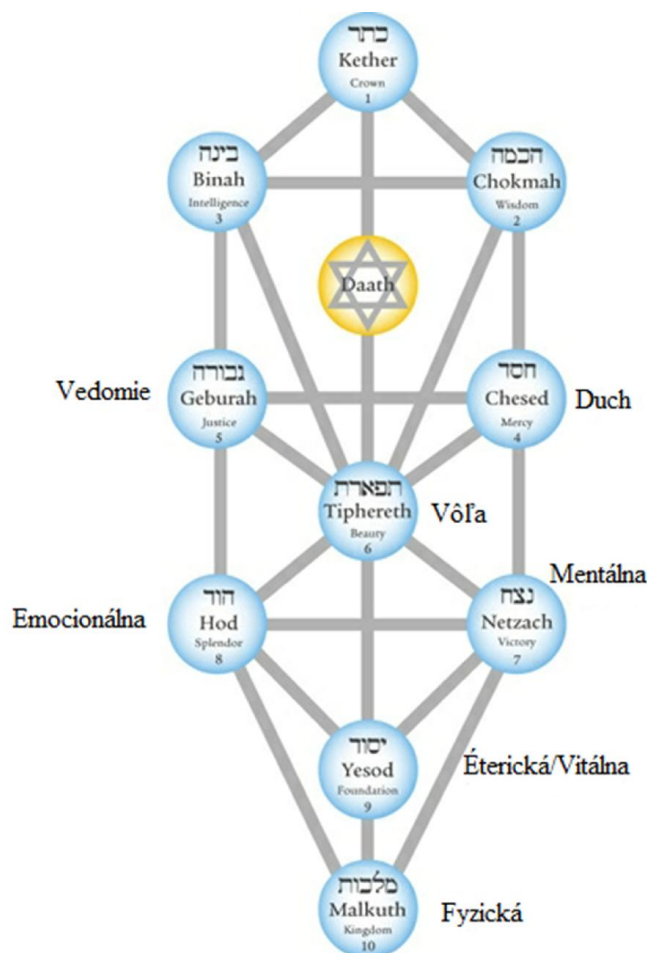 כתר
Kether
Crown
1
בינה
Binah
Intelligence
3
חכמה
Chokmah
Wisdom
2
Daath
Vedomie
גבורה
Geburah
Justice
5
חסד
Chesed
Mercy
4
Duch
תפארת
Tiphereth
Beauty
6
Vôľa
Mentálna
Emocionálna
הוד
Hod
Splendor
8
נצח
Netzach
Victory
7
יסוד
Yesod
Foundation
9
Éterická/Vitálna
מלכות
Malkuth
Kingdom
10
Fyzická